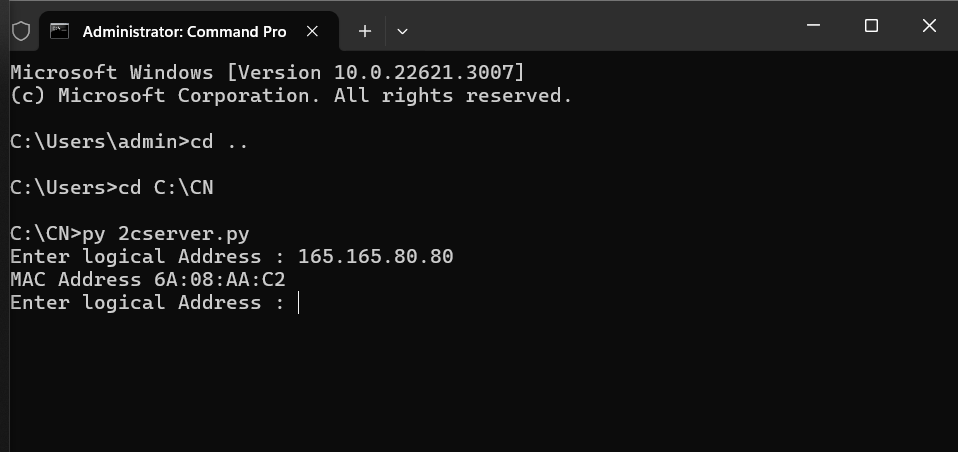 Administrator: Command Pro
Microsoft Windows [Version 10.0.22621.3007]
(c) Microsoft Corporation. All rights reserved.
C:\Users\admin>cd ..
C:\Users>cd C:\CN
C:\CN>py 2cserver.py
Enter logical Address : 165.165.80.80
MAC Address 6A:08:AA:C2
Enter logical Address :